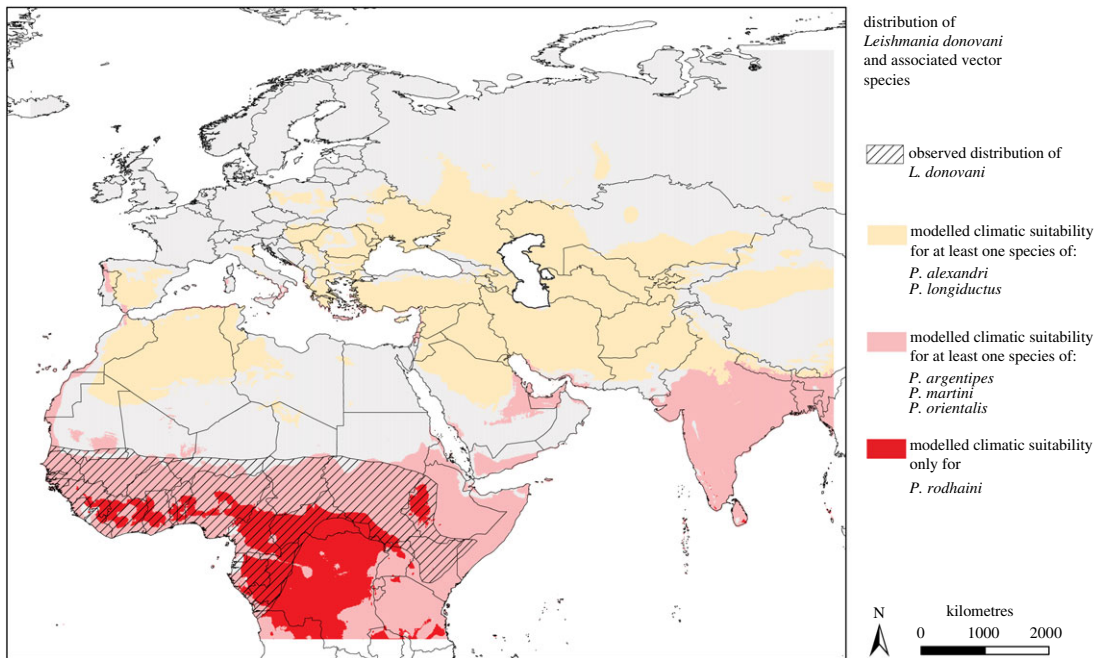 distribution of
Leishmania donovani
and associated vector
species
observed distribution of
L. donovani
modelled climatic suitability
for at least one species of:
P. alexandri
P. longiductus
modelled climatic suitability
for at least one species of:
P. argentipes
P. martini
P. orientalis
modelled climatic suitability
only for
P. rodhaini
N
kilometres
0 1000 2000